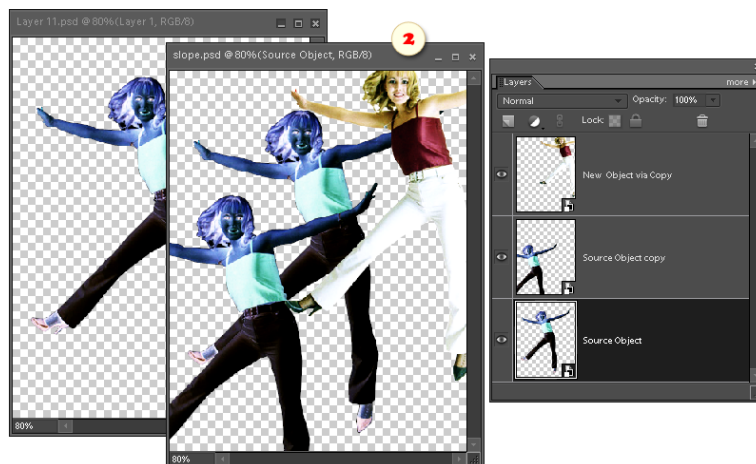 Layer 11.psd @ 80%(Layer 1, RGB/8)
2
slope.psd @ 80%(Source Object, RGB/8)
Layers
more
Normal
Opacity: 100%
Lock:
New Object via Copy
Source Object copy
Source Object
80%
80%